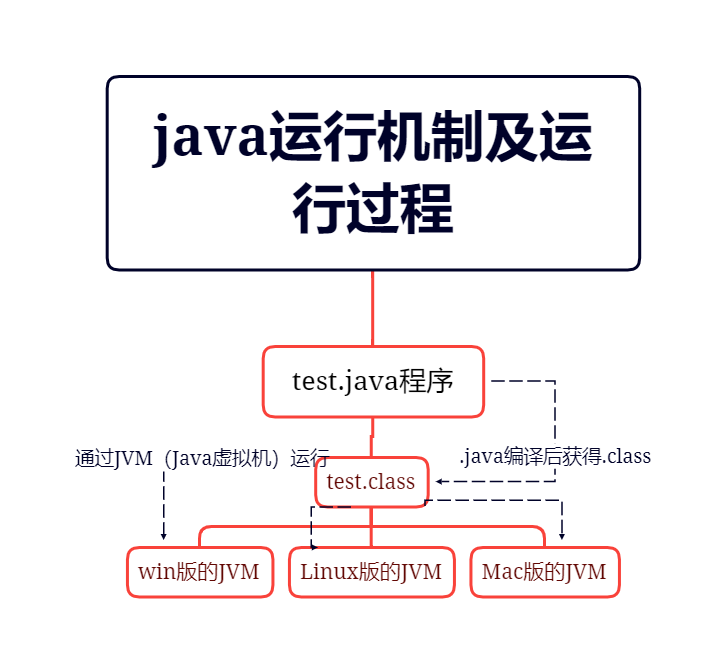 java运行机制及运
行过程
test.java程序
通过JVM（Java虚拟机）运行
.java编译后获得.class
test.class
win版的JVM
Linux版的JVM
Mac版的JVM